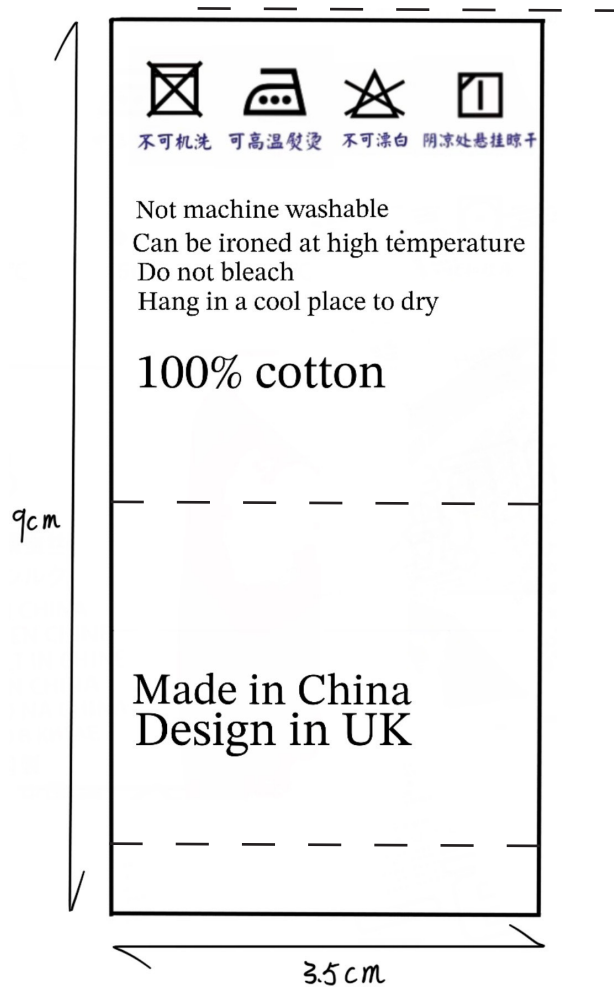 不可机洗 可高温熨烫 不可漂白 阴凉处悬挂晾干
Not machine washable
Can be ironed at high temperature
Do not bleach
Hang in a cool place to dry
100% cotton
9cm
Made in China
Design in UK
3.5cm